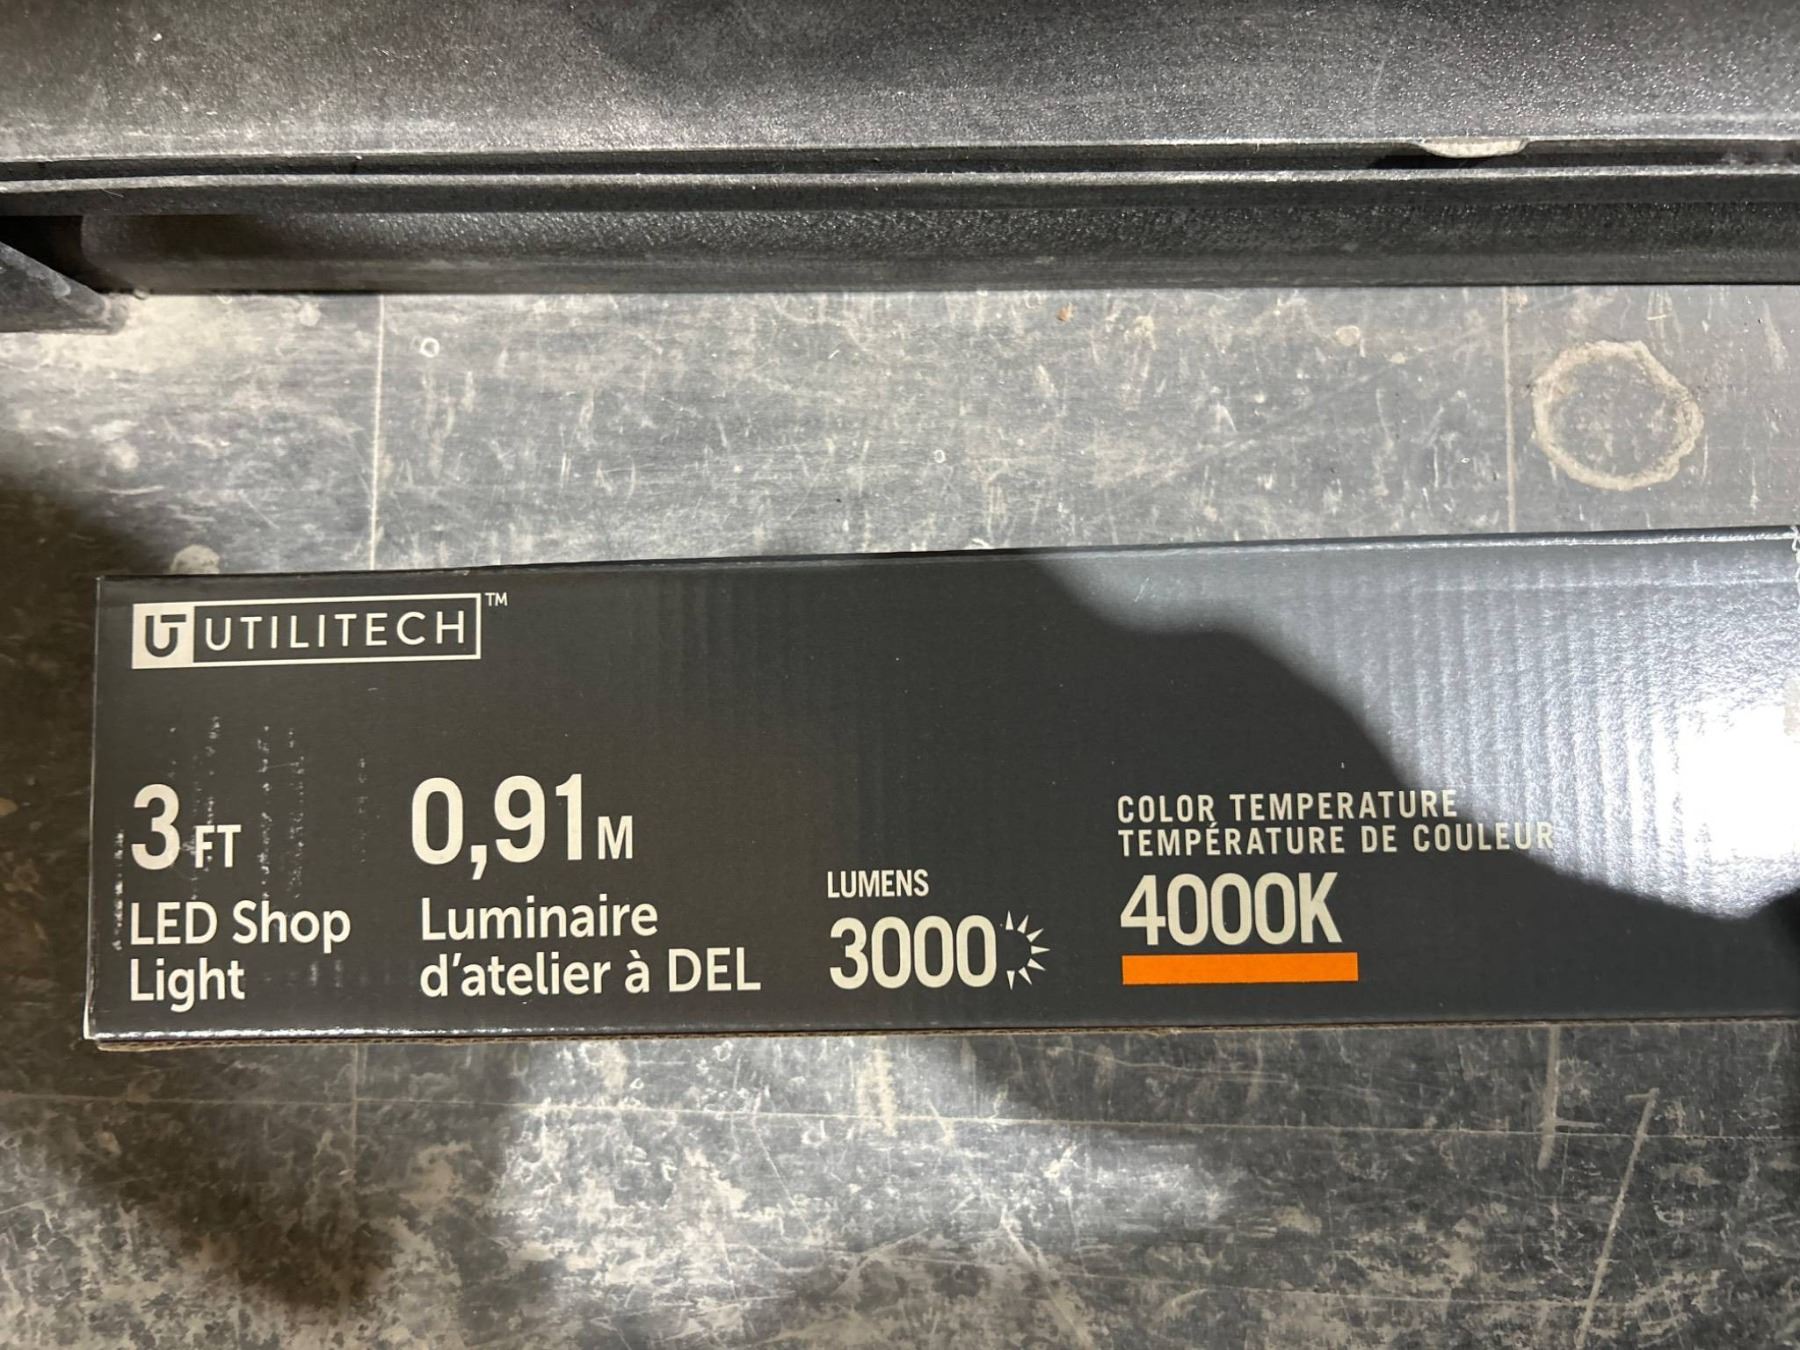 UT UTILITECH™
3 FT
LED Shop
Light
0,91 M
Luminaire
d'atelier à DEL
LUMENS
3000
COLOR TEMPERATURE
TEMPÉRATURE DE COULEUR
4000K